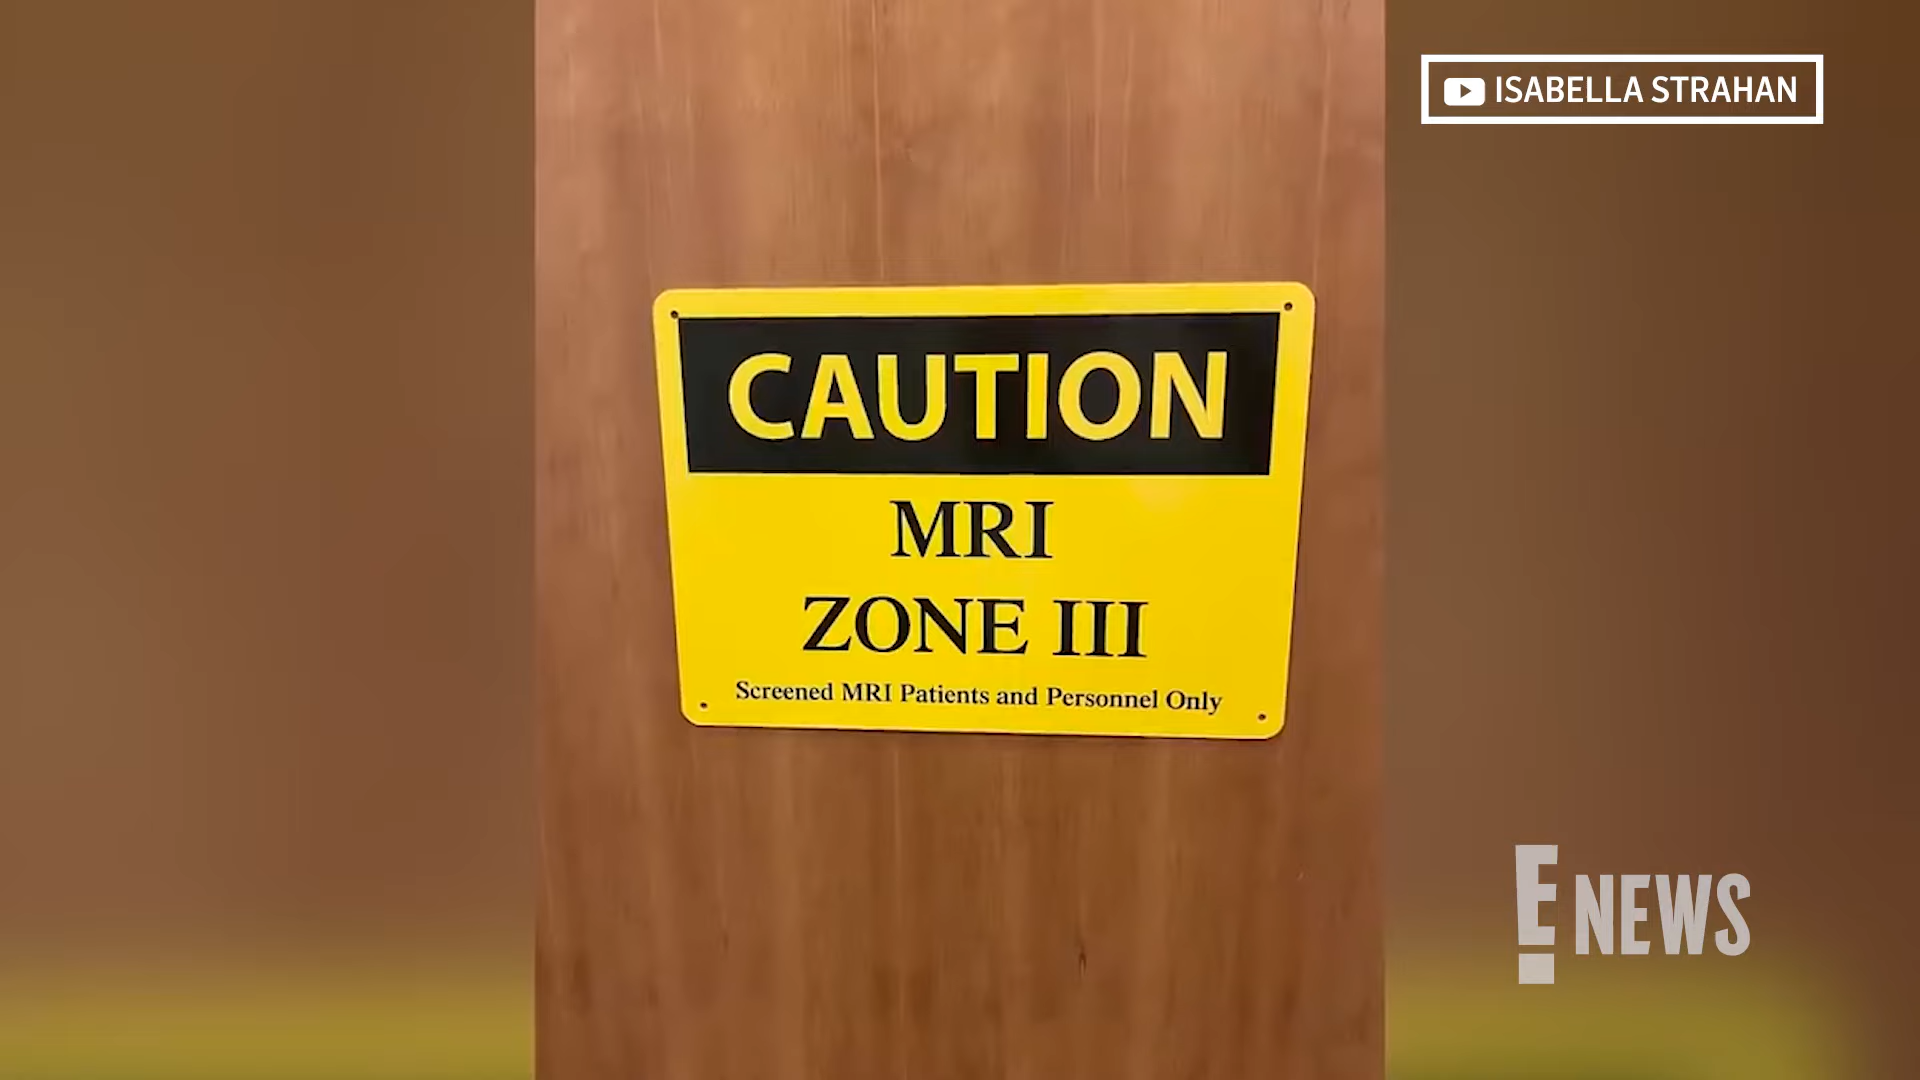 ISABELLA STRAHAN
CAUTION
MRI
ZONE III
Screened MRI Patients and Personnel Only
E! NEWS